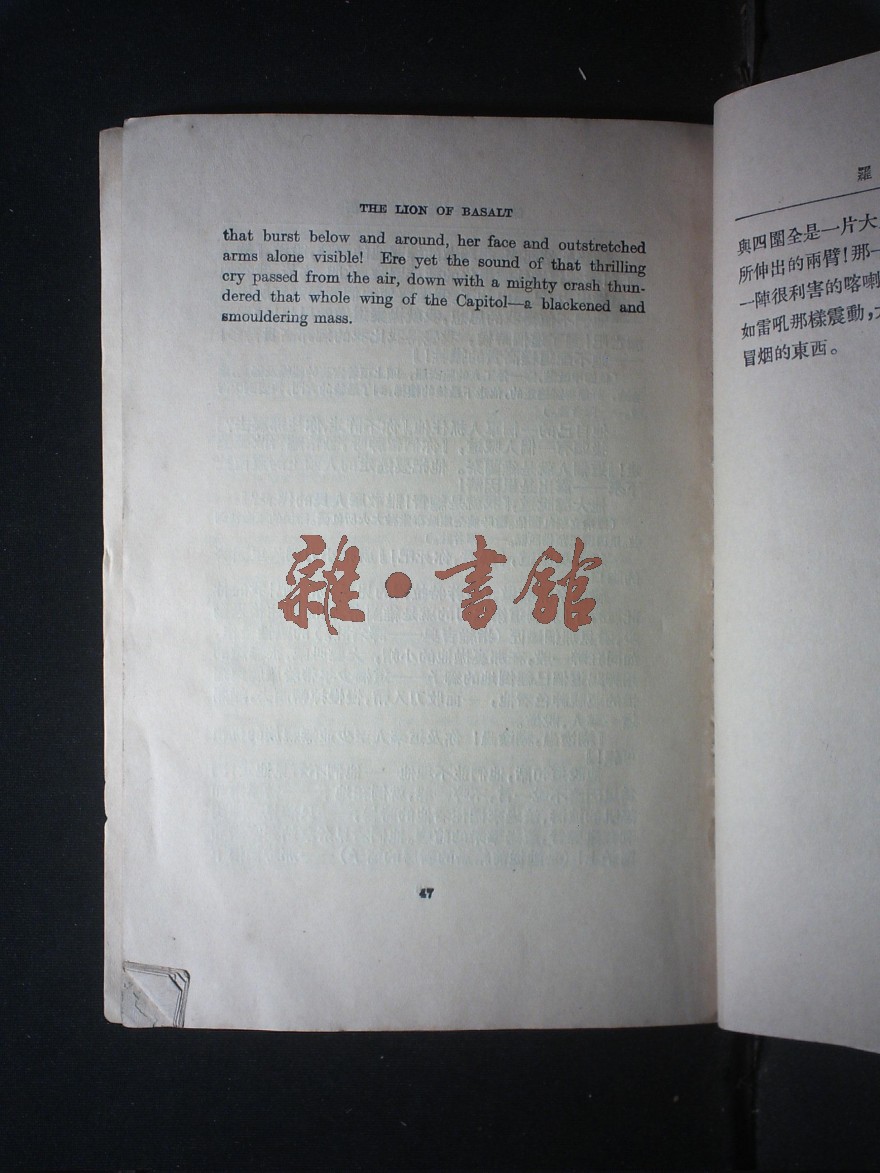 THE LION OF BASALT
that burst below and around, her face and outstretched
arms alone visible! Ere yet the sound of that thrilling
cry passed from the air, down with a mighty crash thun-
dered that whole wing of the Capitol—a blackened and
smouldering mass.
雜·書館
47
羅
與四圍全是一片大
所伸出的兩臂!那一
一陣很利害的喀喇
如雷吼那樣震動,
冒烟的東西。